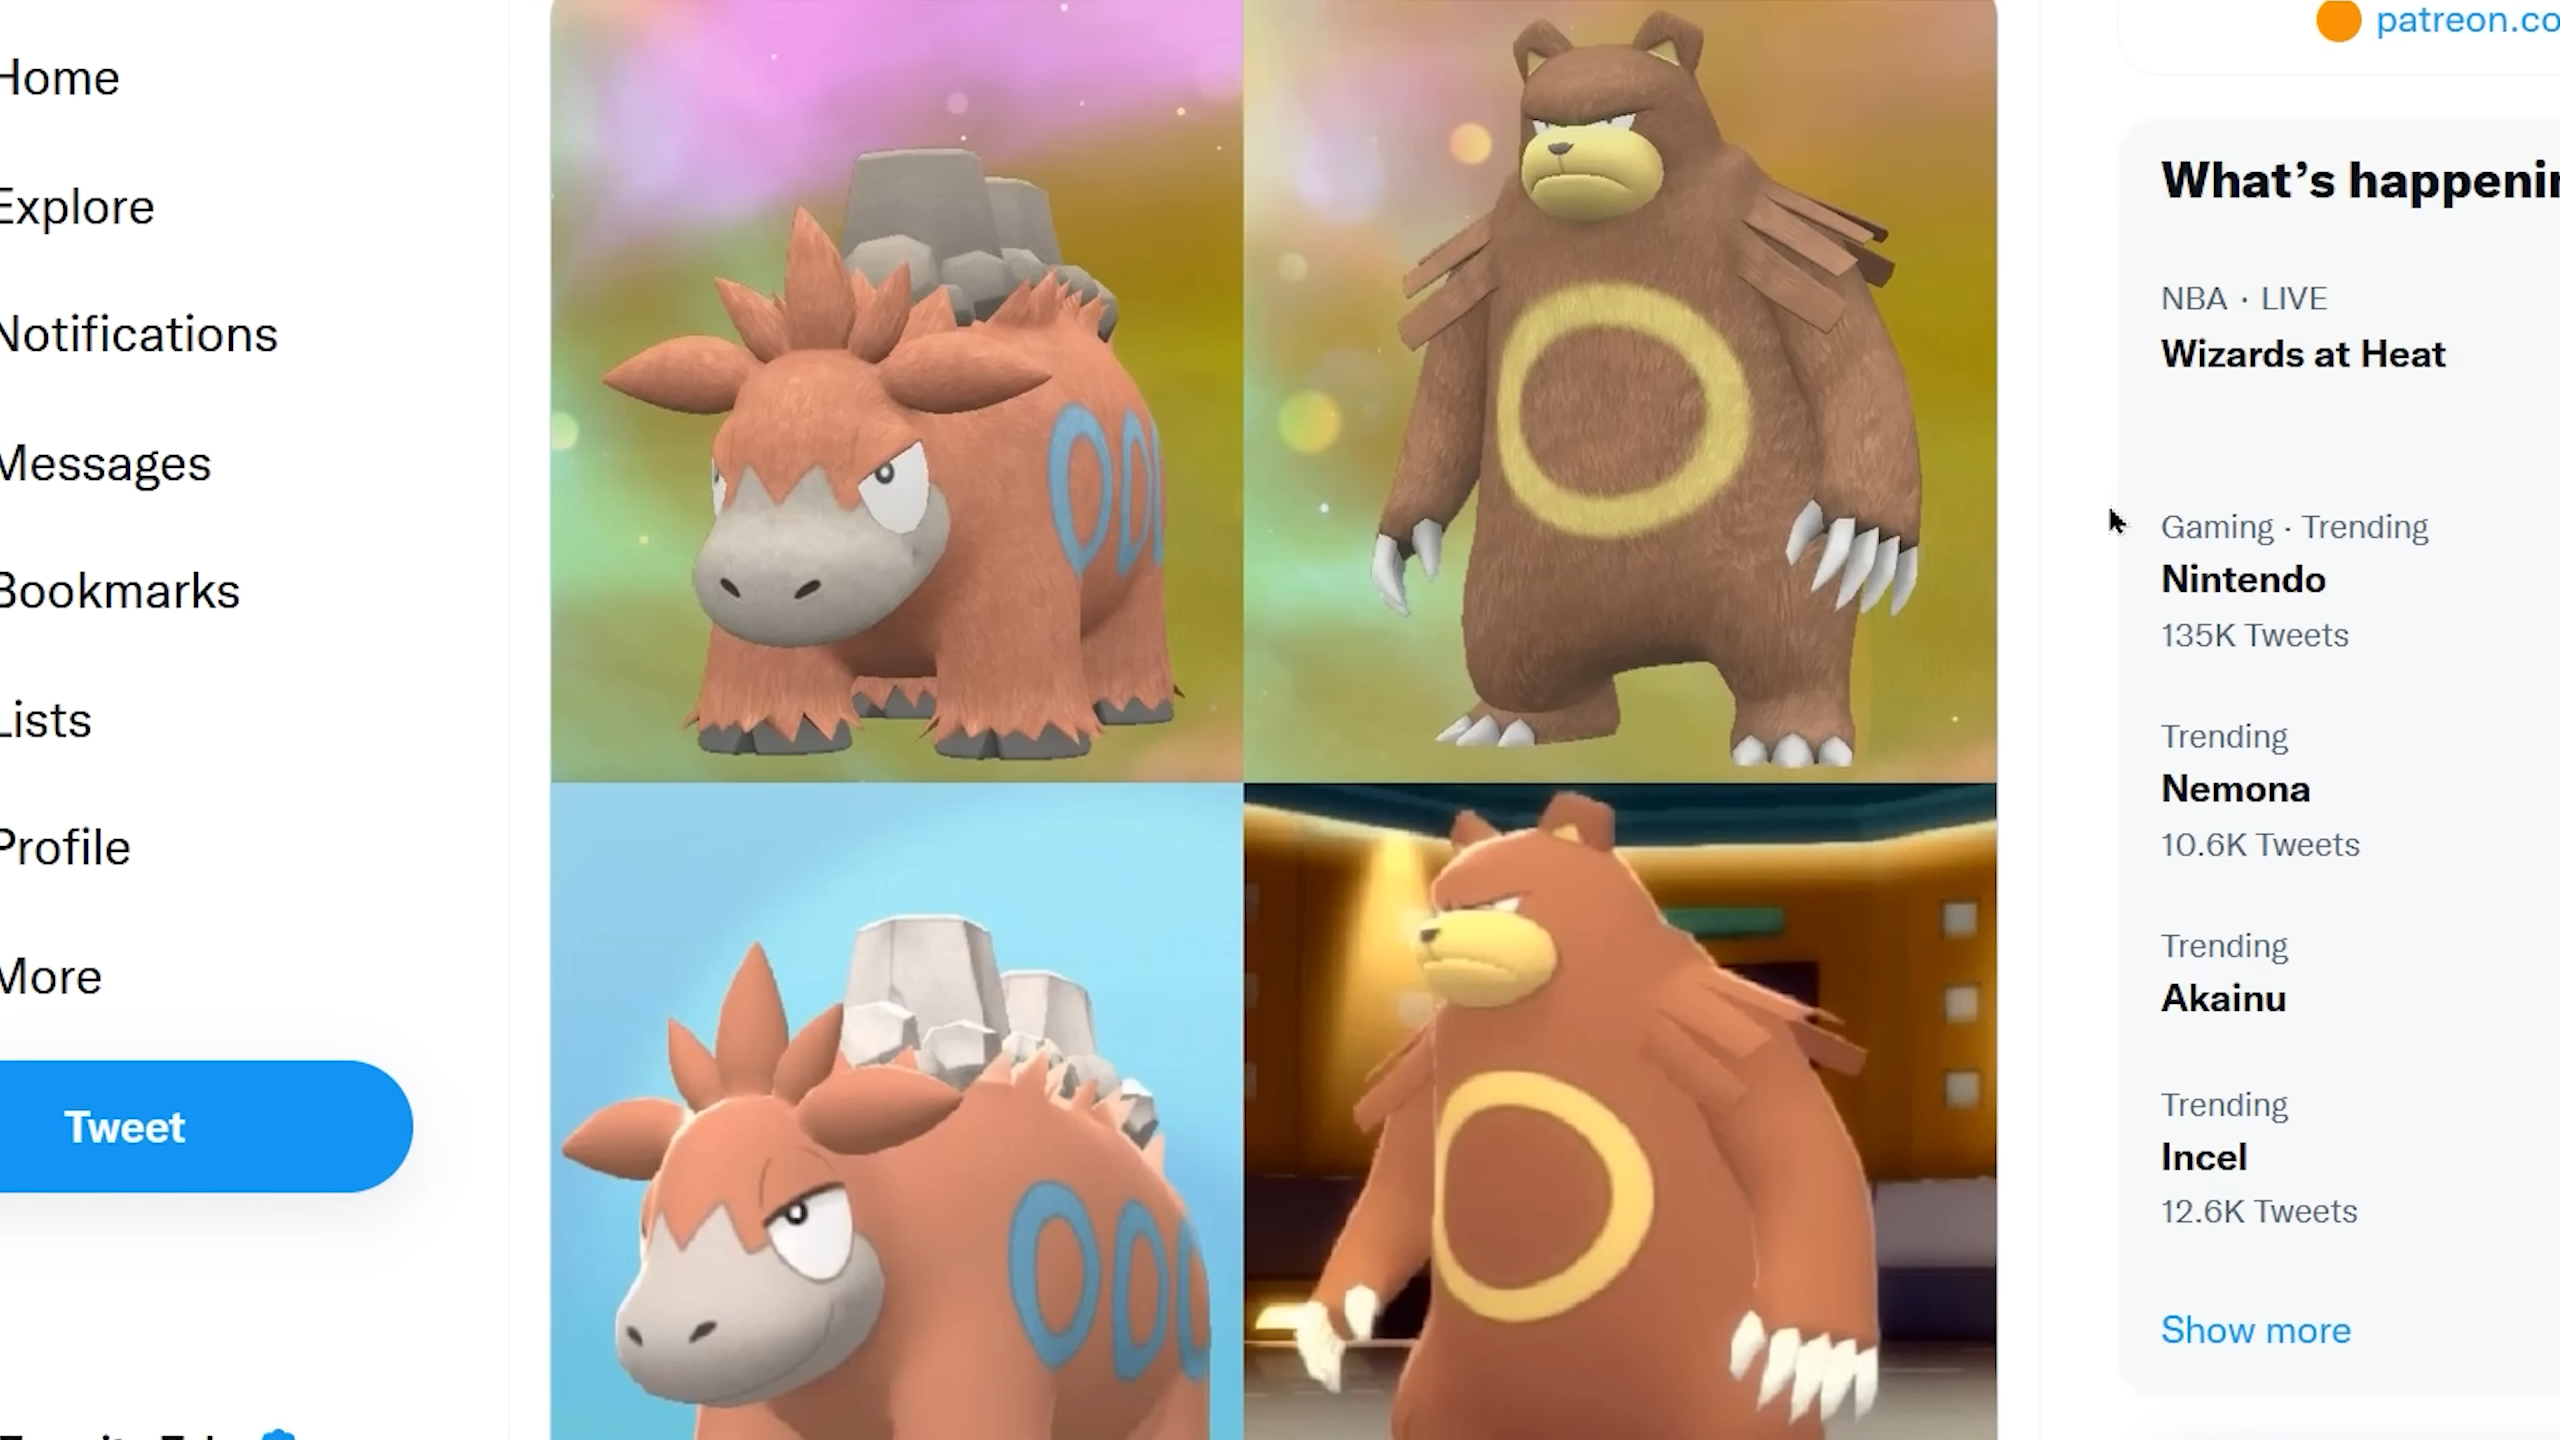 Home
Explore
Notifications
Messages
Bookmarks
Lists
Profile
More
Tweet
patreon.co
What's happenin
NBA · LIVE
Wizards at Heat
Gaming · Trending
Nintendo
135K Tweets
Trending
Nemona
10.6K Tweets
Trending
Akainu
Trending
Incel
12.6K Tweets
Show more